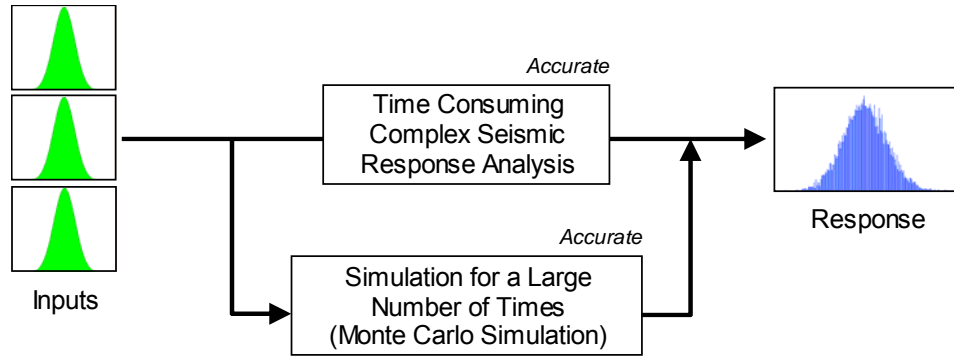 Accurate
Time Consuming
Complex Seismic
Response Analysis
Response
Accurate
Simulation for a Large
Number of Times
(Monte Carlo Simulation)
Inputs